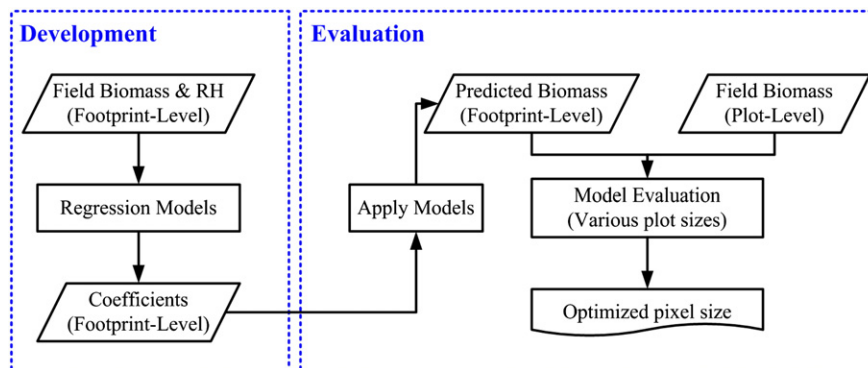 Development
Field Biomass & RH
(Footprint-Level)
Regression Models
Coefficients
(Footprint-Level)
Evaluation
Apply Models
Predicted Biomass
(Footprint-Level)
Field Biomass
(Plot-Level)
Model Evaluation
(Various plot sizes)
Optimized pixel size